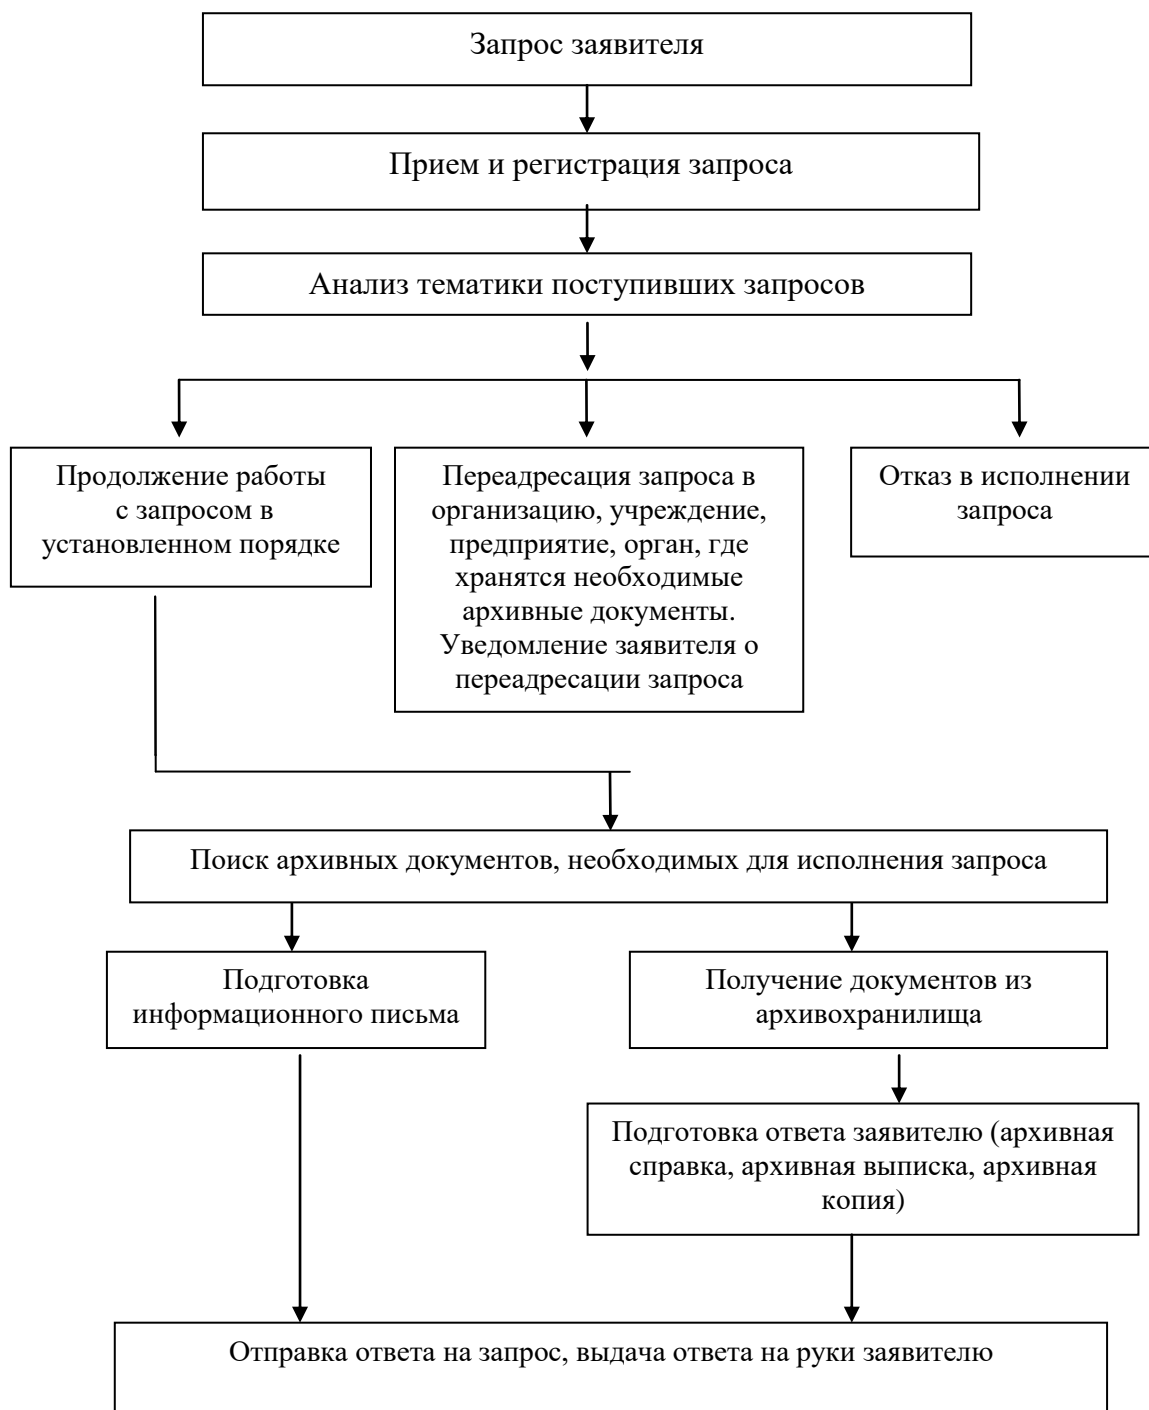 Запрос заявителя
Прием и регистрация запроса
Анализ тематики поступивших запросов
Продолжение работы
с запросом в
установленном порядке
Переадресация запроса в
организацию, учреждение,
предприятие, орган, где
хранятся необходимые
архивные документы.
Уведомление заявителя о
переадресации запроса
Отказ в исполнении
запроса
Поиск архивных документов, необходимых для исполнения запроса
Подготовка
информационного письма
Получение документов из
архивохранилища
Подготовка ответа заявителю (архивная
справка, архивная выписка, архивная
копия)
Отправка ответа на запрос, выдача ответа на руки заявителю